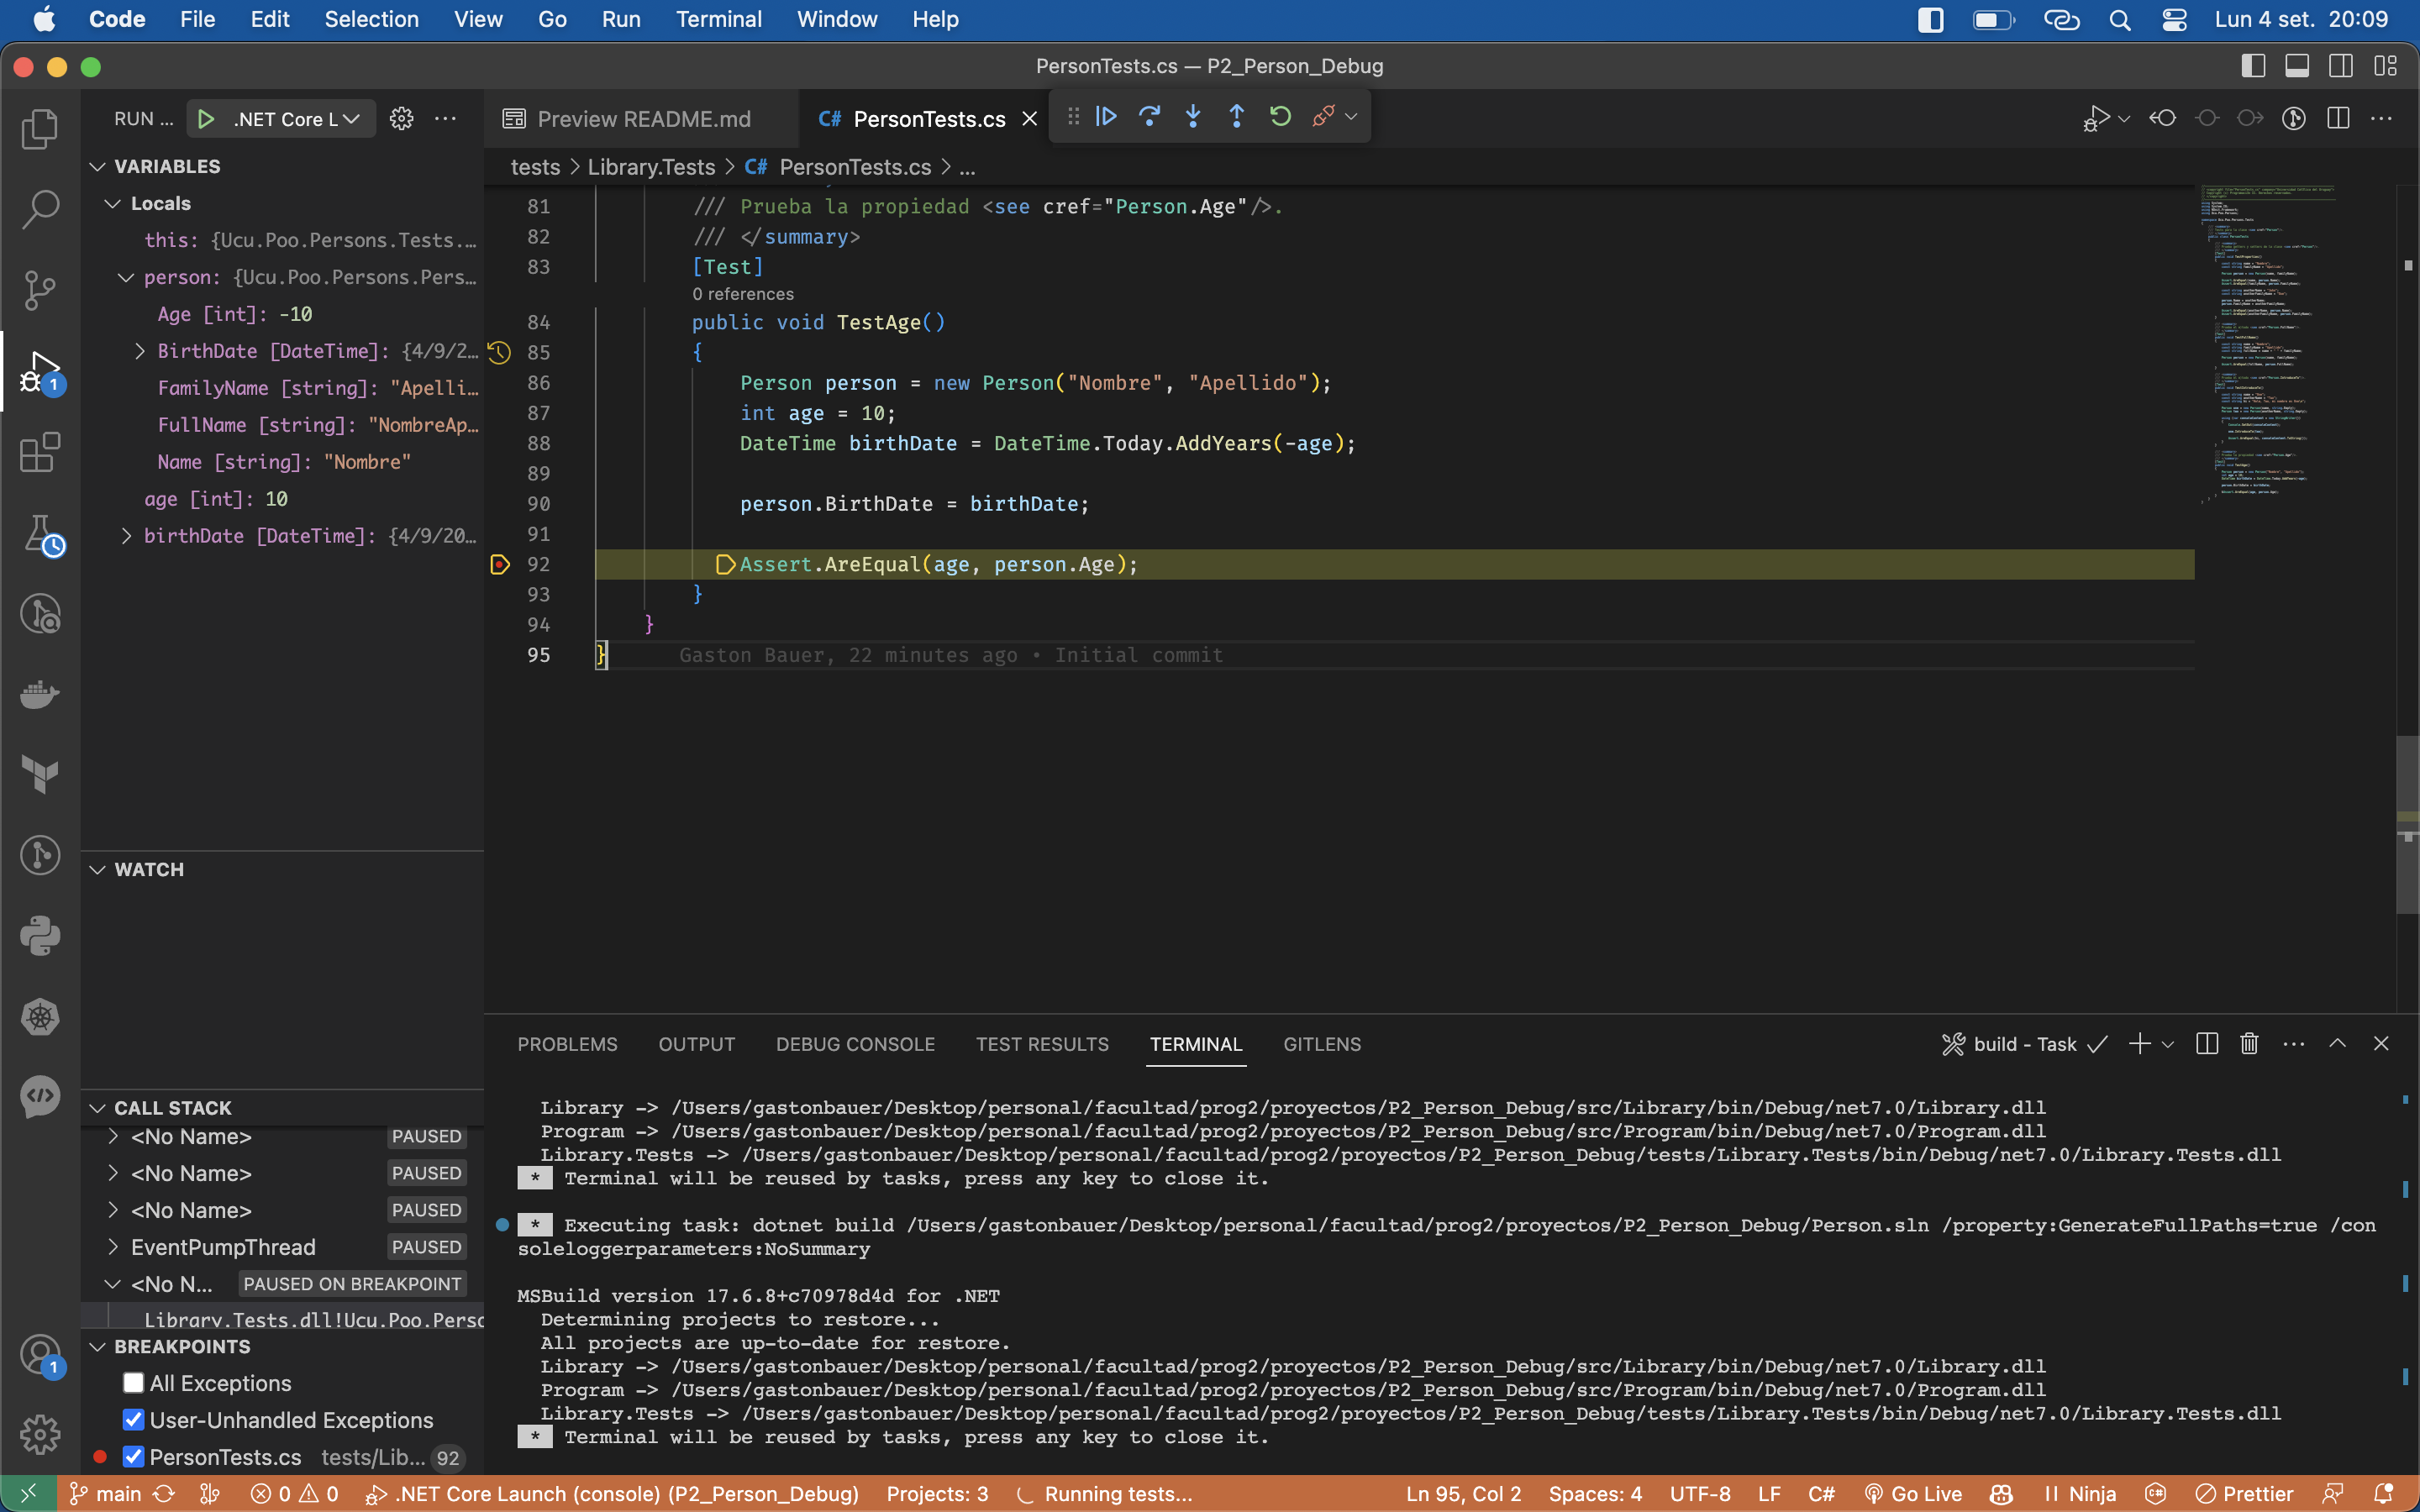 Code File Edit Selection View Go Run Terminal Window Help Lun 4 set. 20:09
PersonTests.cs — P2_Person_Debug
RUN ... .NET Core L
Preview README.md
C# PersonTests.cs
tests > Library.Tests > C# PersonTests.cs > ...
VARIABLES
Locals
this: {Ucu.Poo.Persons.Tests.…
person: {Ucu.Poo.Persons.Pers…
Age [int]: -10
BirthDate [DateTime]: {4/9/2…
FamilyName [string]: "Apelli…
FullName [string]: "NombreAp…
Name [string]: "Nombre"
age [int]: 10
birthDate [DateTime]: {4/9/20…
81 /// Prueba la propiedad <see cref="Person.Age"/>.
82 /// </summary>
83 [Test]
0 references
84 public void TestAge()
85 {
86 Person person = new Person("Nombre", "Apellido");
87 int age = 10;
88 DateTime birthDate = DateTime.Today.AddYears(-age);
89
90 person.BirthDate = birthDate;
91
92 Assert.AreEqual(age, person.Age);
93 }
94 }
95 } Gaston Bauer, 22 minutes ago • Initial commit
WATCH
CALL STACK
<No Name> PAUSED
<No Name> PAUSED
<No Name> PAUSED
EventPumpThread PAUSED
<No N... PAUSED ON BREAKPOINT
Library.Tests.dll!Ucu.Poo.Perso
BREAKPOINTS
All Exceptions
User-Unhandled Exceptions
PersonTests.cs tests/Lib... 92
1
1
PROBLEMS OUTPUT DEBUG CONSOLE TEST RESULTS TERMINAL GITLENS build - Task
Library -> /Users/gastonbauer/Desktop/personal/facultad/prog2/proyectos/P2_Person_Debug/src/Library/bin/Debug/net7.0/Library.dll
Program -> /Users/gastonbauer/Desktop/personal/facultad/prog2/proyectos/P2_Person_Debug/src/Program/bin/Debug/net7.0/Program.dll
Library.Tests -> /Users/gastonbauer/Desktop/personal/facultad/prog2/proyectos/P2_Person_Debug/tests/Library.Tests/bin/Debug/net7.0/Library.Tests.dll
* Terminal will be reused by tasks, press any key to close it.
* Executing task: dotnet build /Users/gastonbauer/Desktop/personal/facultad/prog2/proyectos/P2_Person_Debug/Person.sln /property:GenerateFullPaths=true /con
soleloggerparameters:NoSummary
MSBuild version 17.6.8+c70978d4d for .NET
Determining projects to restore...
All projects are up-to-date for restore.
Library -> /Users/gastonbauer/Desktop/personal/facultad/prog2/proyectos/P2_Person_Debug/src/Library/bin/Debug/net7.0/Library.dll
Program -> /Users/gastonbauer/Desktop/personal/facultad/prog2/proyectos/P2_Person_Debug/src/Program/bin/Debug/net7.0/Program.dll
Library.Tests -> /Users/gastonbauer/Desktop/personal/facultad/prog2/proyectos/P2_Person_Debug/tests/Library.Tests/bin/Debug/net7.0/Library.Tests.dll
* Terminal will be reused by tasks, press any key to close it.
main 0 0 .NET Core Launch (console) (P2_Person_Debug) Projects: 3 Running tests... Ln 95, Col 2 Spaces: 4 UTF-8 LF C# Go Live Ninja Prettier